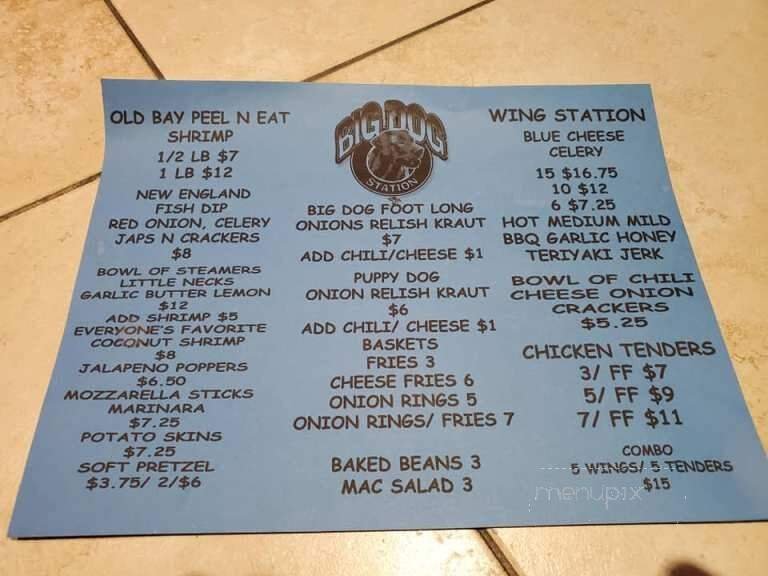 OLD BAY PEEL N EAT
SHRIMP
1/2 LB $7
1 LB $12
NEW ENGLAND
FISH DIP
RED ONION, CELERY
JAPS N CRACKERS
$8
BOWL OF STEAMERS
LITTLE NECKS
GARLIC BUTTER LEMON
$12
ADD SHRIMP $5
EVERYONE'S FAVORITE
COCONUT SHRIMP
$8
JALAPENO POPPERS
$6.50
MOZZARELLA STICKS
MARINARA
$7.25
POTATO SKINS
$7.25
SOFT PRETZEL
$3.75/ 2/$6
BIG DOG
STATION
BIG DOG FOOT LONG
ONIONS RELISH KRAUT
$7
ADD CHILI/CHEESE $1
PUPPY DOG
ONION RELISH KRAUT
$6
ADD CHILI/ CHEESE $1
BASKETS
FRIES 3
CHEESE FRIES 6
ONION RINGS 5
ONION RINGS/ FRIES 7
BAKED BEANS 3
MAC SALAD 3
WING STATION
BLUE CHEESE
CELERY
15 $16.75
10 $12
6 $7.25
HOT MEDIUM MILD
BBQ GARLIC HONEY
TERIYAKI JERK
BOWL OF CHILI
CHEESE ONION
CRACKERS
$5.25
CHICKEN TENDERS
3/ FF $7
5/ FF $9
7/ FF $11
COMBO
5 WINGS/ 5 TENDERS
$15
menupix